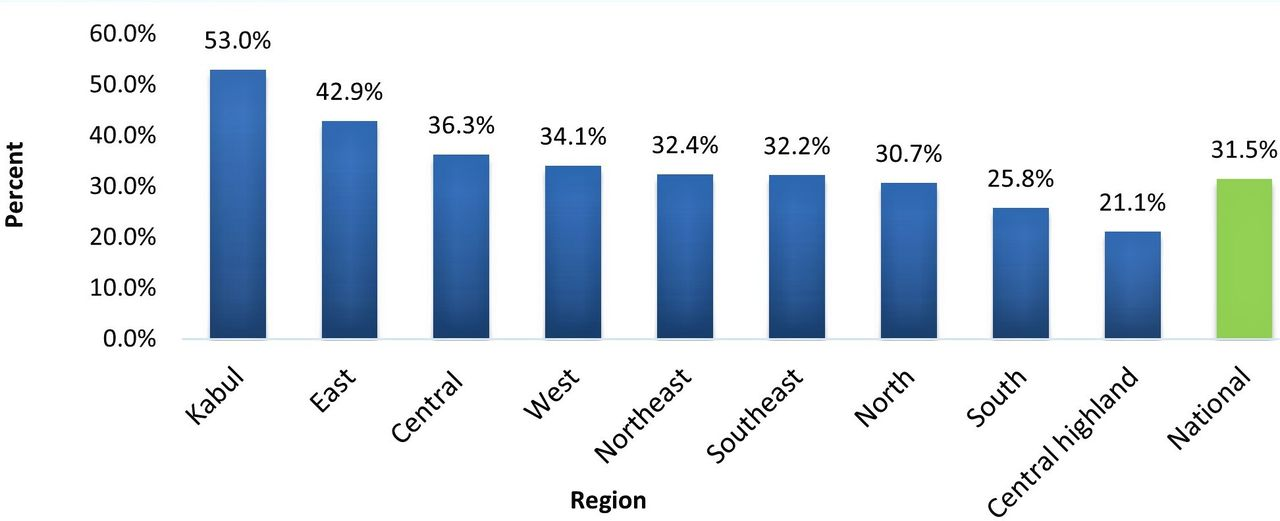 Percent
60.0%
50.0%
40.0%
30.0%
20.0%
10.0%
0.0%
53.0%
42.9%
36.3%
34.1%
32.4%
32.2%
30.7%
25.8%
21.1%
31.5%
Kabul
East
Central
West
Northeast
Southeast
North
South
Central highland
National
Region